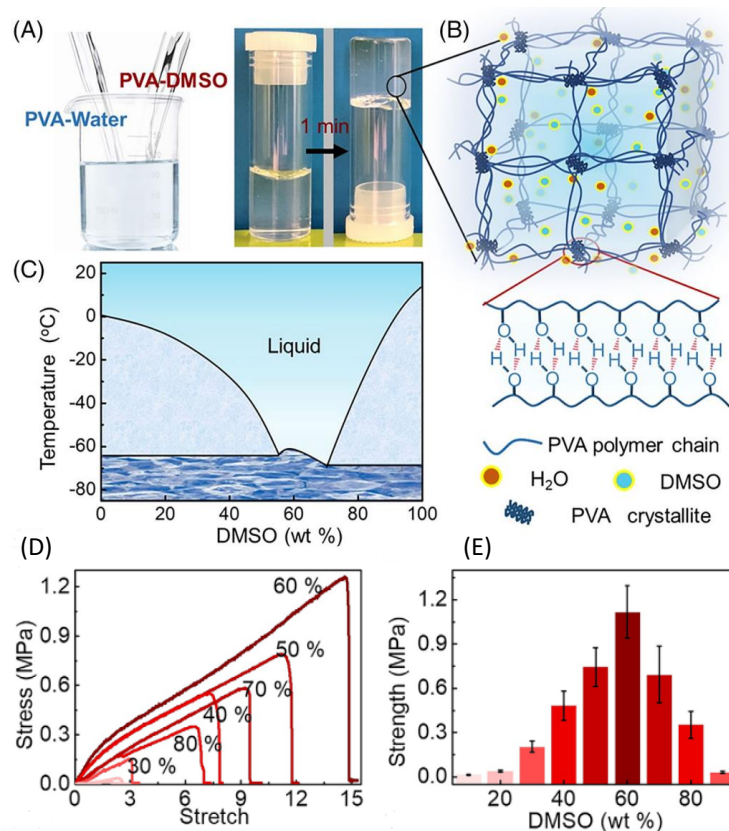 (A)
PVA-DMSO
PVA-Water
1 min
(B)
(C)
25
0
-20
-40
-60
-80
Temperature (ºC)
Liquid
0 20 40 60 80 100
DMSO (wt %)
O O O O O O
H H H H H H
H H H H H H
O O O O O O
PVA polymer chain
H₂O
DMSO
PVA crystallite
(D)
1.2
0.9
0.6
0.3
0.0
Stress (MPa)
60 %
50 %
70 %
40 %
80 %
30 %
0 3 6 9 12 15
Stretch
(E)
1.2
0.9
0.6
0.3
0.0
Strength (MPa)
20 40 60 80
DMSO (wt %)